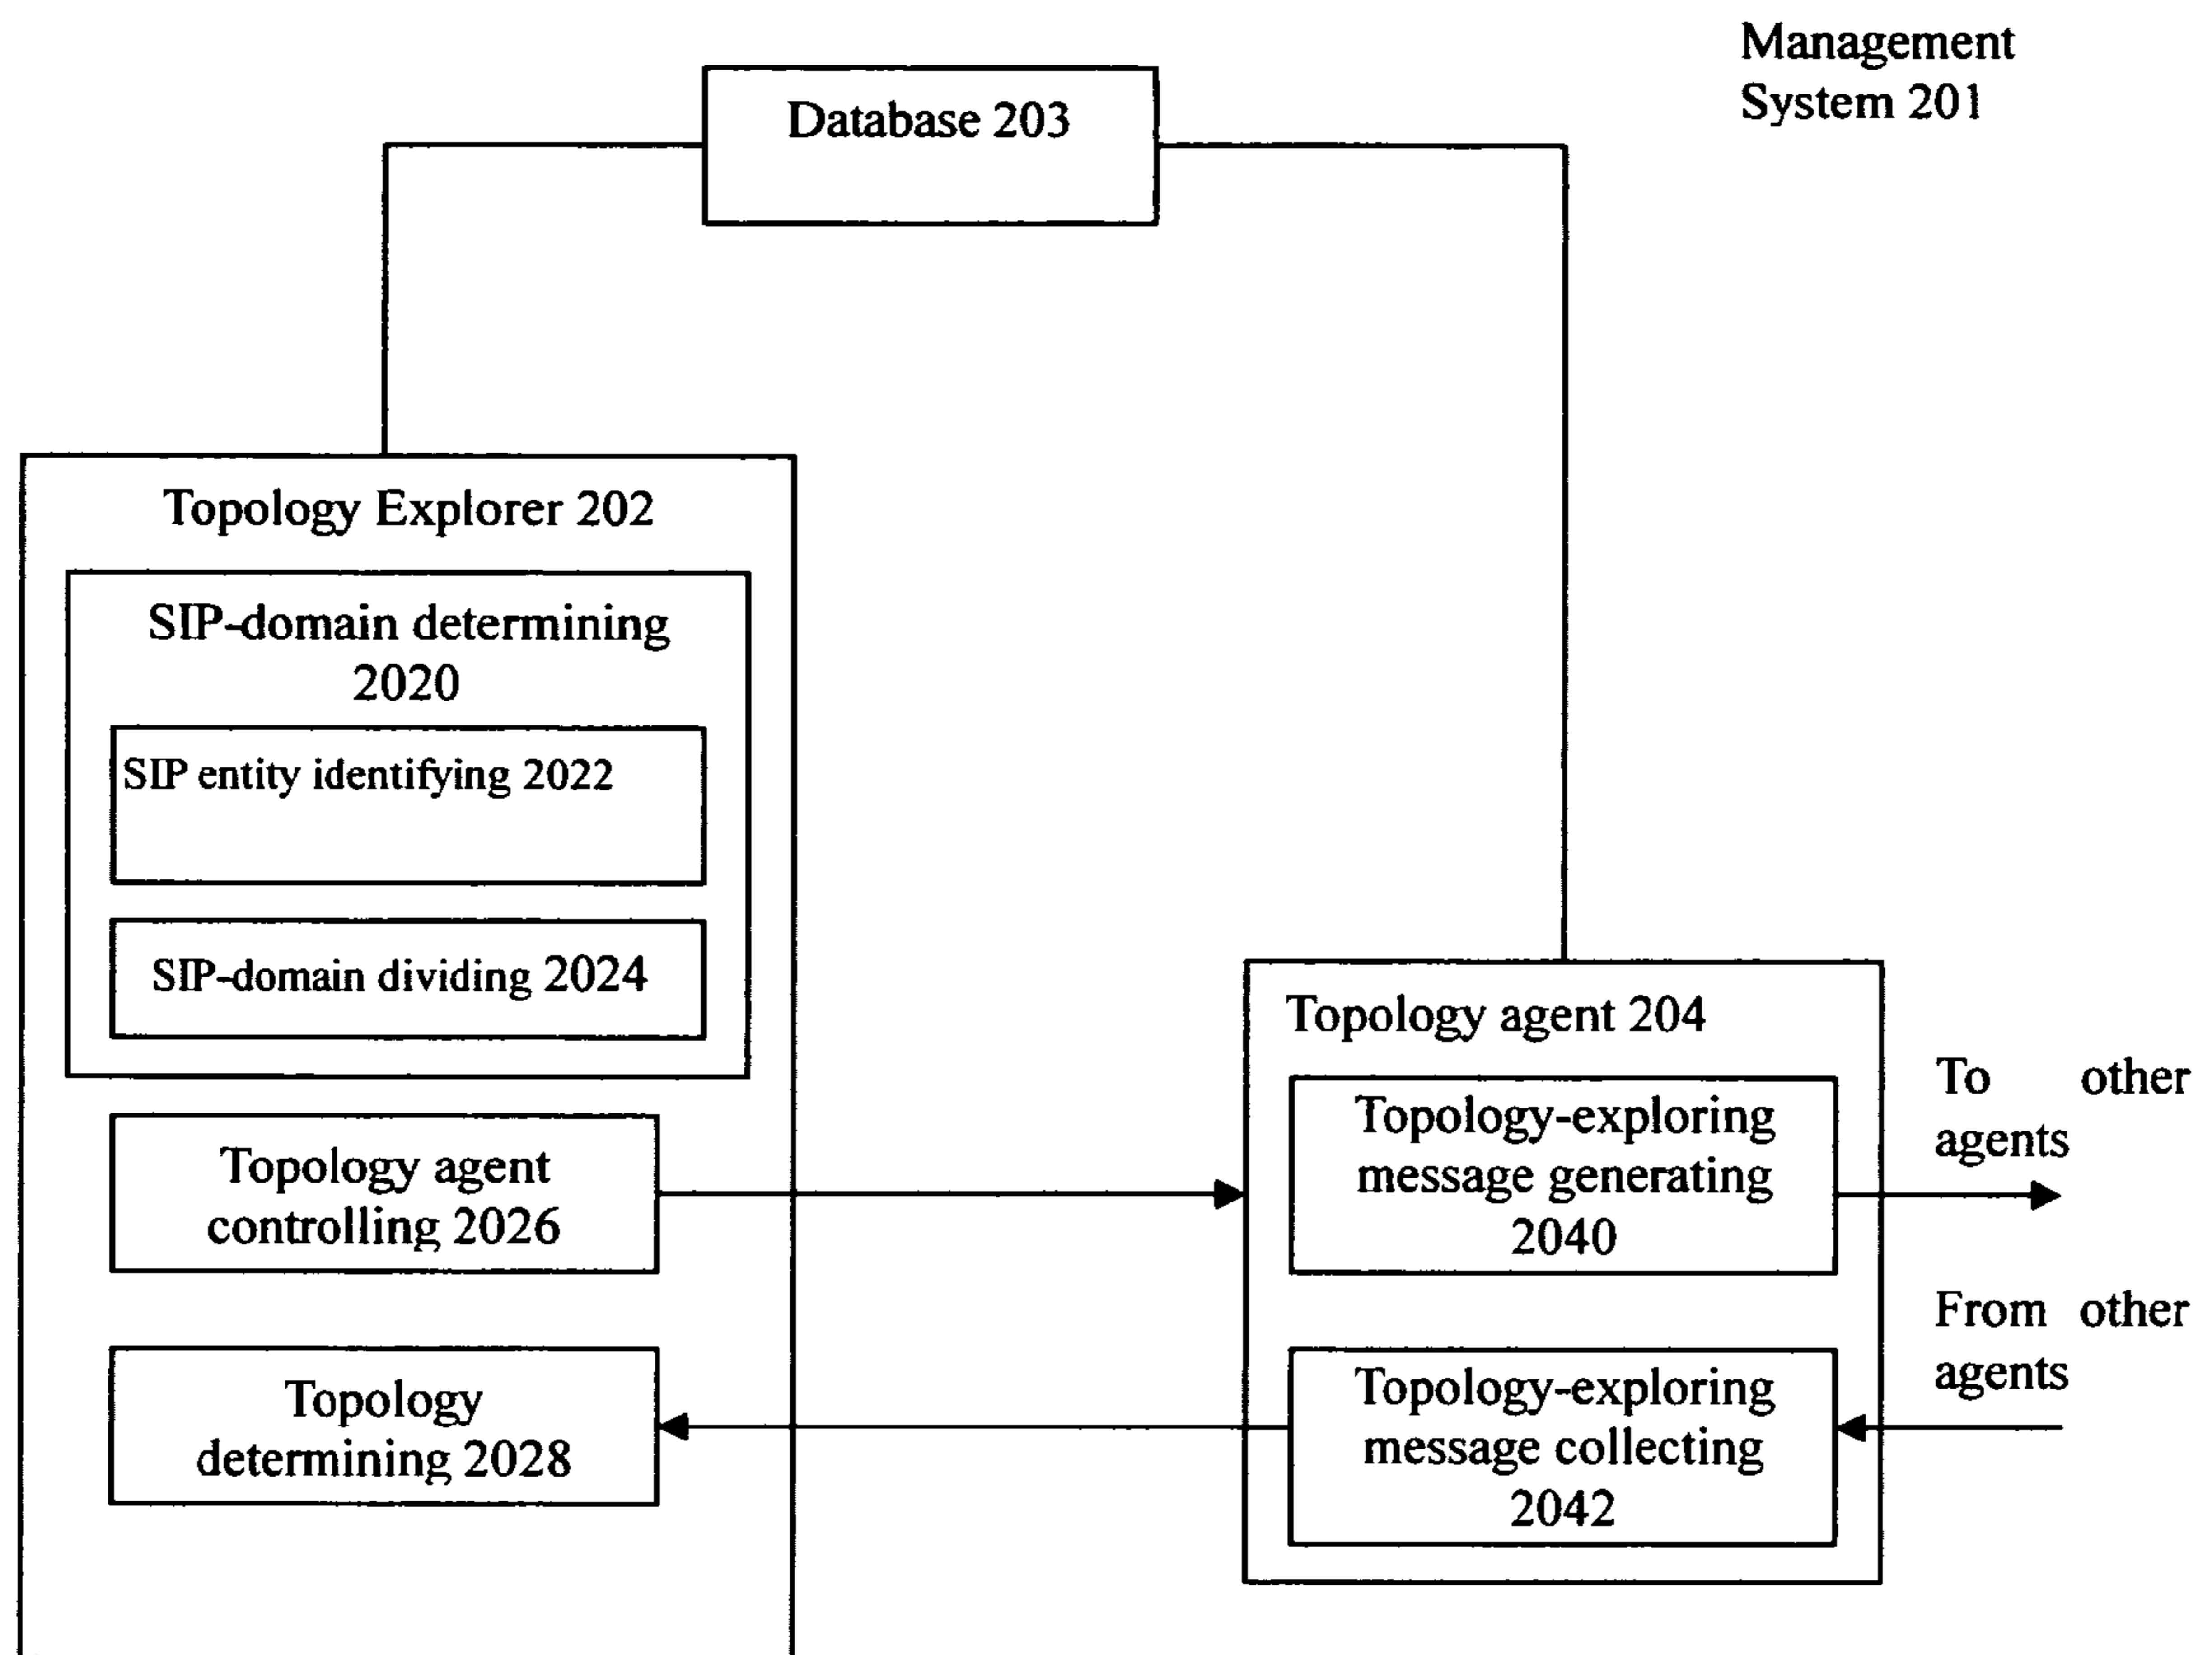 Management
System 201
Database 203
Topology Explorer 202
SIP-domain determining
2020
SIP entity identifying 2022
SIP-domain dividing 2024
Topology agent
controlling 2026
Topology
determining 2028
Topology agent 204
Topology-exploring
message generating
2040
Topology-exploring
message collecting
2042
To other
agents
From other
agents